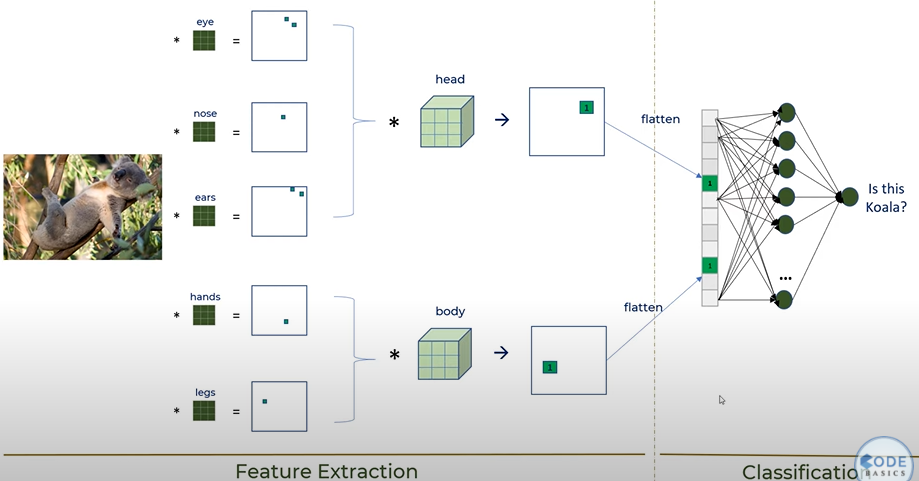 eye
*
=
nose
*
=
ears
*
=
hands
*
=
legs
*
=
head
*
→
1
body
*
→
1
flatten
flatten
1
1
...
Is this
Koala?
Feature Extraction
Classification
CODE
BASICS